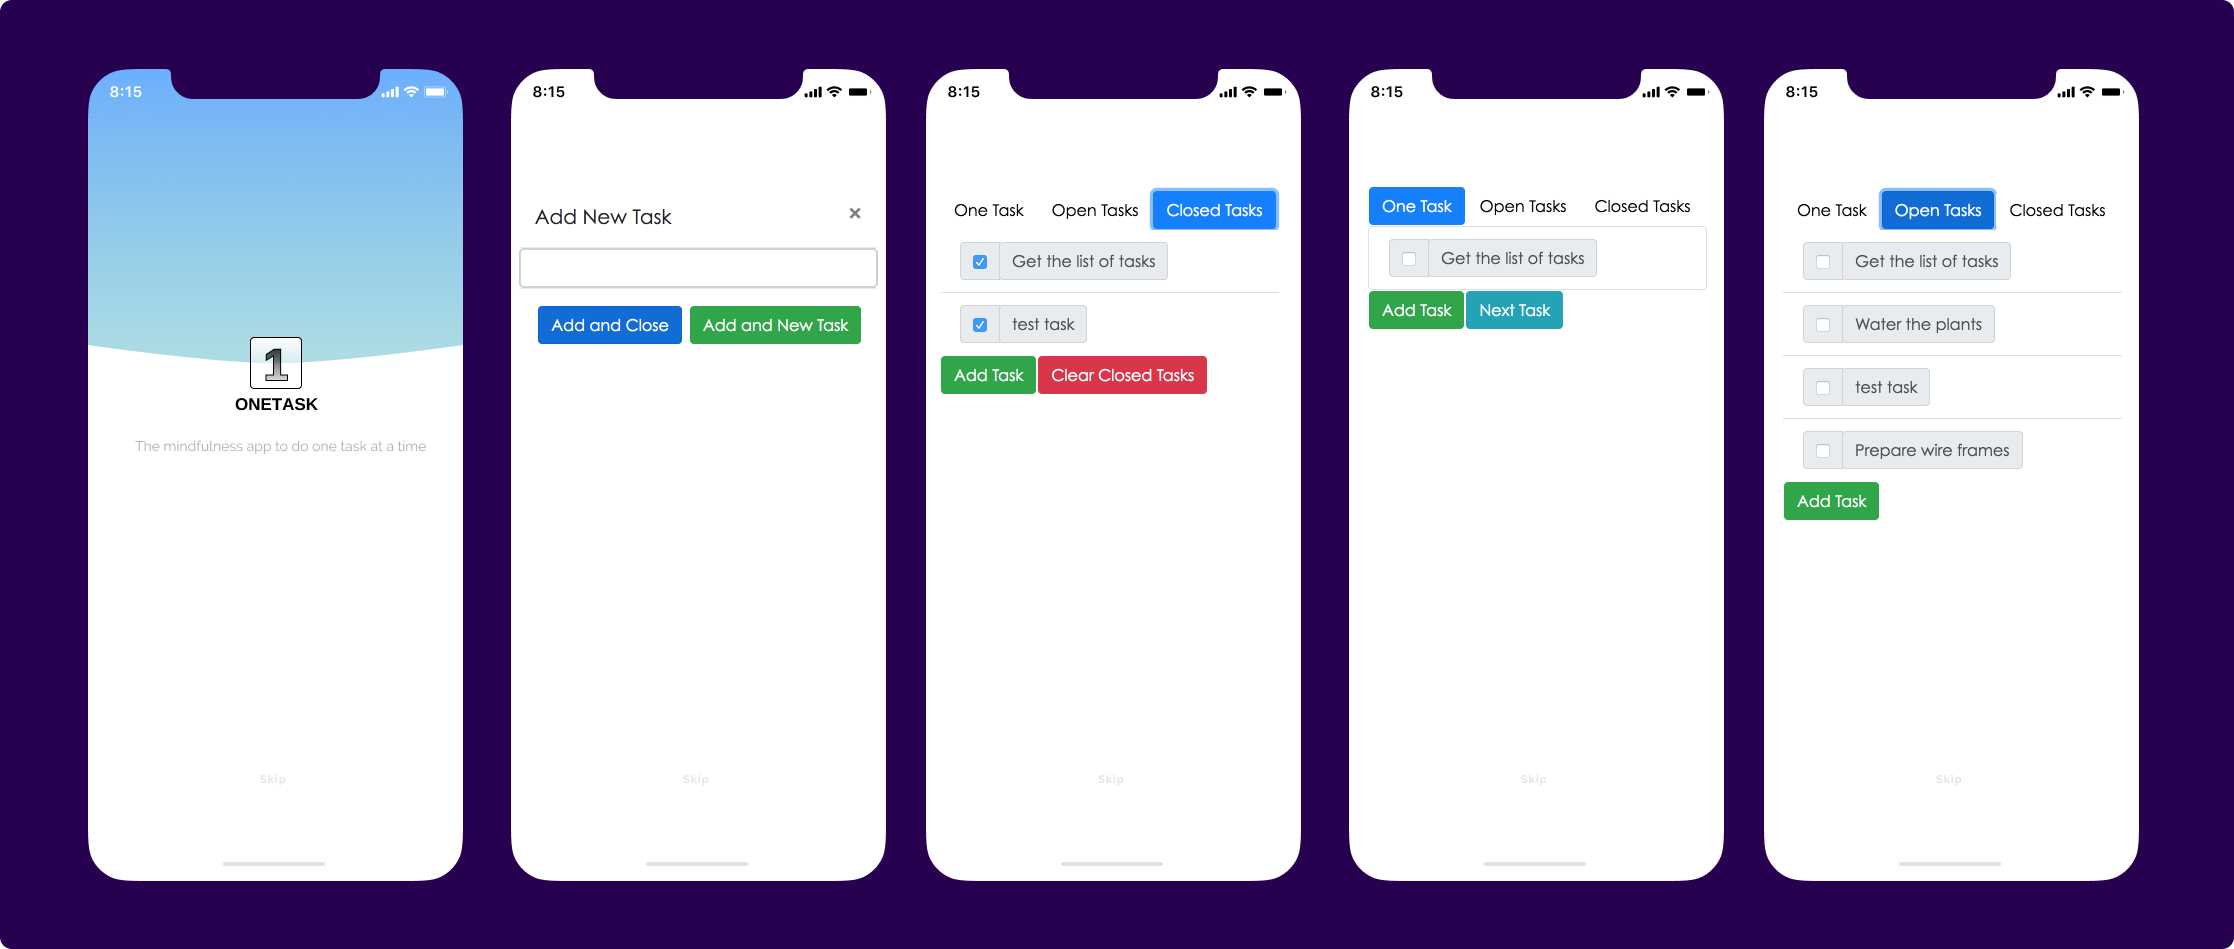 8:15
1
ONETASK
The mindfulness app to do one task at a time
Skip
8:15
Add New Task ×
Add and Close Add and New Task
Skip
8:15
One Task Open Tasks Closed Tasks
Get the list of tasks
test task
Add Task Clear Closed Tasks
Skip
8:15
One Task Open Tasks Closed Tasks
Get the list of tasks
Add Task Next Task
Skip
8:15
One Task Open Tasks Closed Tasks
Get the list of tasks
Water the plants
test task
Prepare wire frames
Add Task
Skip